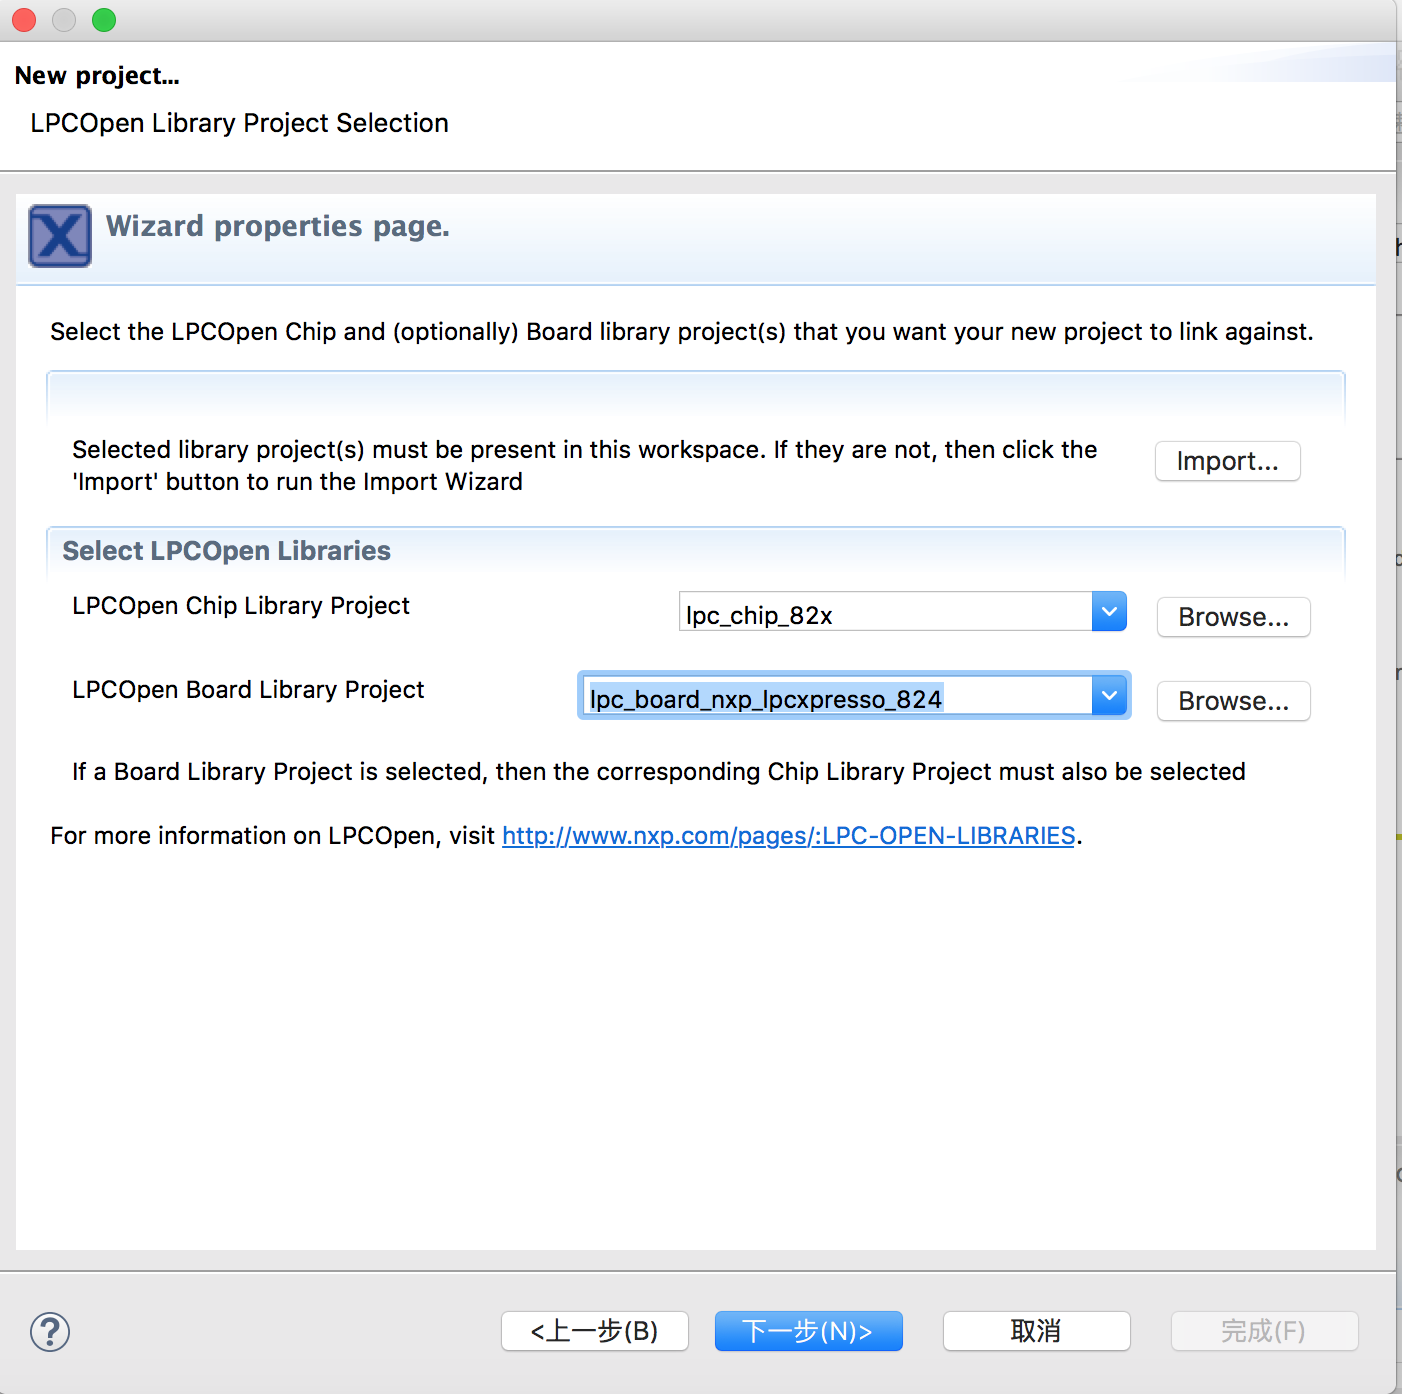 New project...
LPCOpen Library Project Selection
Wizard properties page.
Select the LPCOpen Chip and (optionally) Board library project(s) that you want your new project to link against.
Selected library project(s) must be present in this workspace. If they are not, then click the
'Import' button to run the Import Wizard
Import...
Select LPCOpen Libraries
LPCOpen Chip Library Project
lpc_chip_82x
Browse...
LPCOpen Board Library Project
lpc_board_nxp_lpcxpresso_824
Browse...
If a Board Library Project is selected, then the corresponding Chip Library Project must also be selected
For more information on LPCOpen, visit http://www.nxp.com/pages/:LPC-OPEN-LIBRARIES.
?
<上一步(B)
下一步(N)>
取消
完成(F)